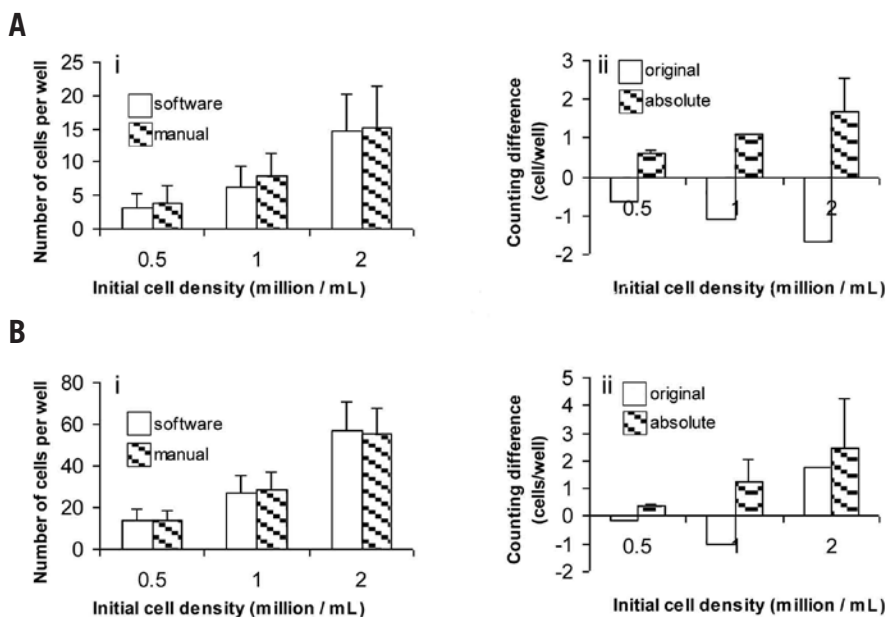 A
i
Number of cells per well
25
20
15
10
5
0
software
manual
0.5 1 2
Initial cell density (million / mL)
ii
Counting difference
(cell/well)
3
2
1
0
-1
-2
original
absolute
0.5 1 2
Initial cell density (million / mL)
B
i
Number of cells per well
80
60
40
20
0
software
manual
0.5 1 2
Initial cell density (million / mL)
ii
Counting difference
(cells/well)
5
4
3
2
1
0
-1
-2
original
absolute
0.5 1 2
Initial cell density (million / mL)